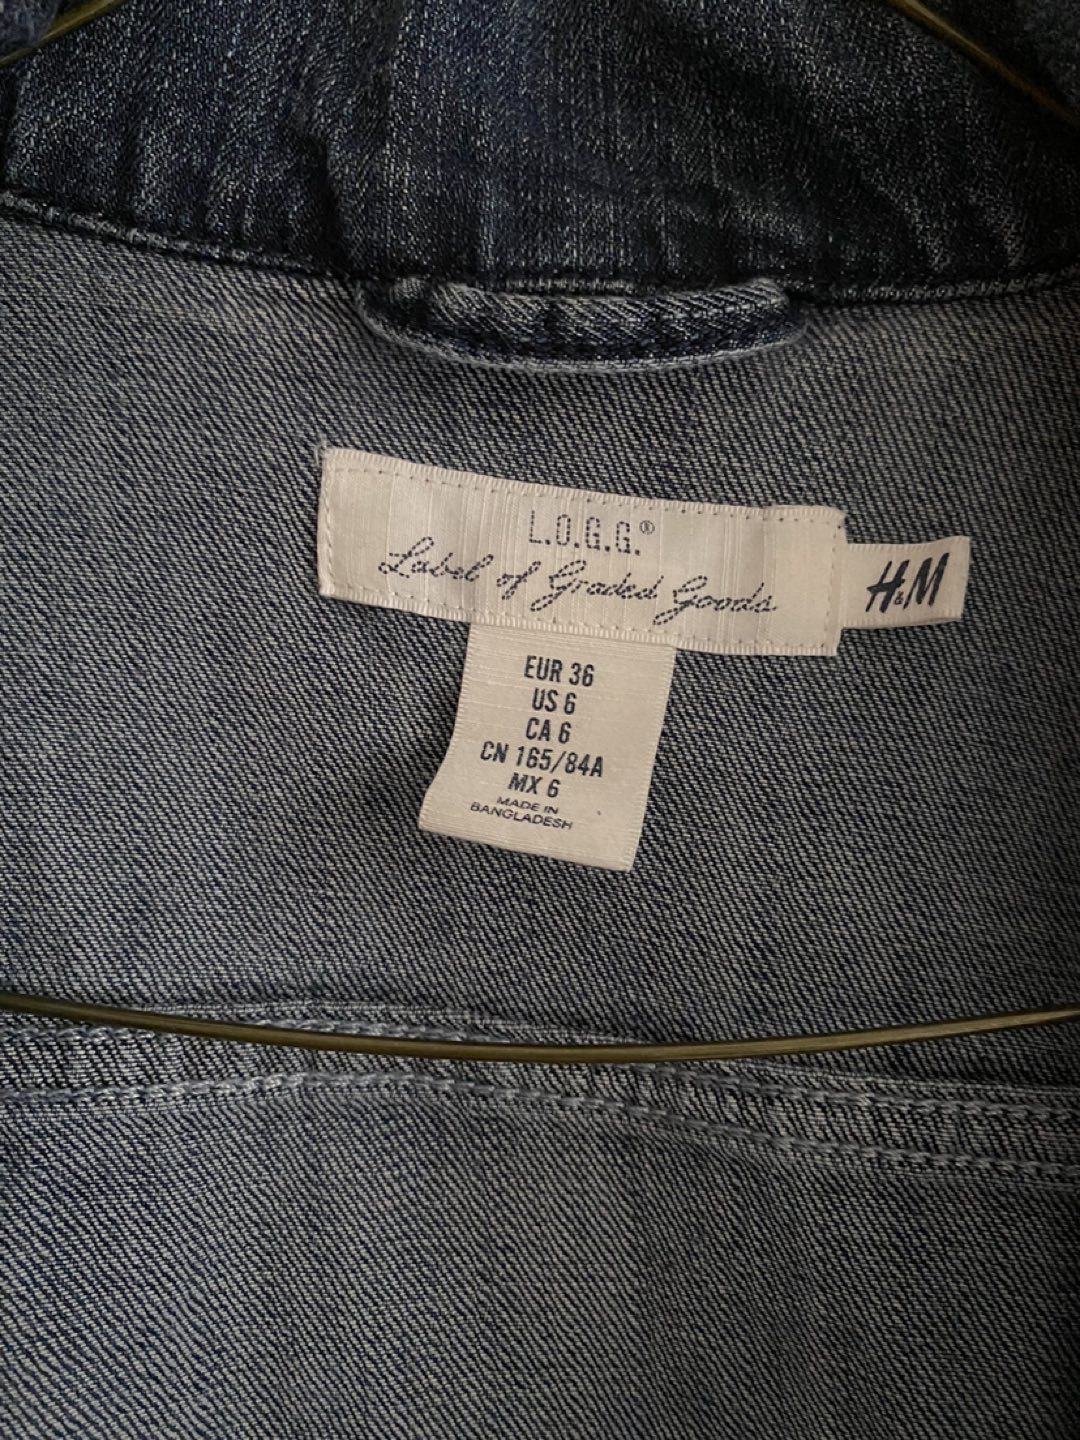 L.O.G.G.®
Label of Graded Goods
H&M
EUR 36
US 6
CA 6
CN 165/84A
MX 6
MADE IN
BANGLADESH